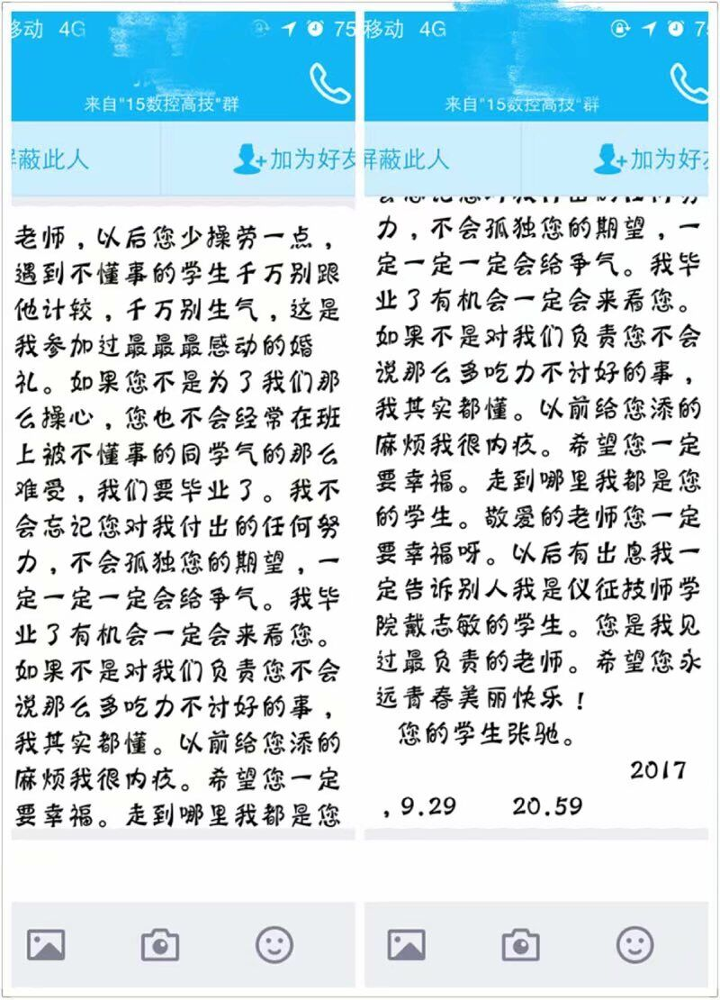 移动 4G 75
来自"15数控高技"群
屏蔽此人 加为好友
老师，以后您少操劳一点，
遇到不懂事的学生千万别跟
他计较，千万别生气，这是
我参加过最最最感动的婚
礼。如果您不是为了我们那
么操心，您也不会经常在班
上被不懂事的同学气的那么
难受，我们要毕业了。我不
会忘记您对我付出的任何努
力，不会孤独您的期望，一
定一定一定会给争气。我毕
业了有机会一定会来看您。
如果不是对我们负责您不会
说那么多吃力不讨好的事，
我其实都懂。以前给您添的
麻烦我很内疚。希望您一定
要幸福。走到哪里我都是您
移动 4G 75
来自"15数控高技"群
屏蔽此人 加为好友
会忘记您对我付出的任何努
力，不会孤独您的期望，一
定一定一定会给争气。我毕
业了有机会一定会来看您。
如果不是对我们负责您不会
说那么多吃力不讨好的事，
我其实都懂。以前给您添的
麻烦我很内疚。希望您一定
要幸福。走到哪里我都是您
的学生。敬爱的老师您一定
要幸福呀。以后有出息我一
定告诉别人我是仪征技师学
院戴志敏的学生。您是我见
过最负责的老师。希望您永
远青春美丽快乐！
您的学生张驰。
2017
，9.29 20.59